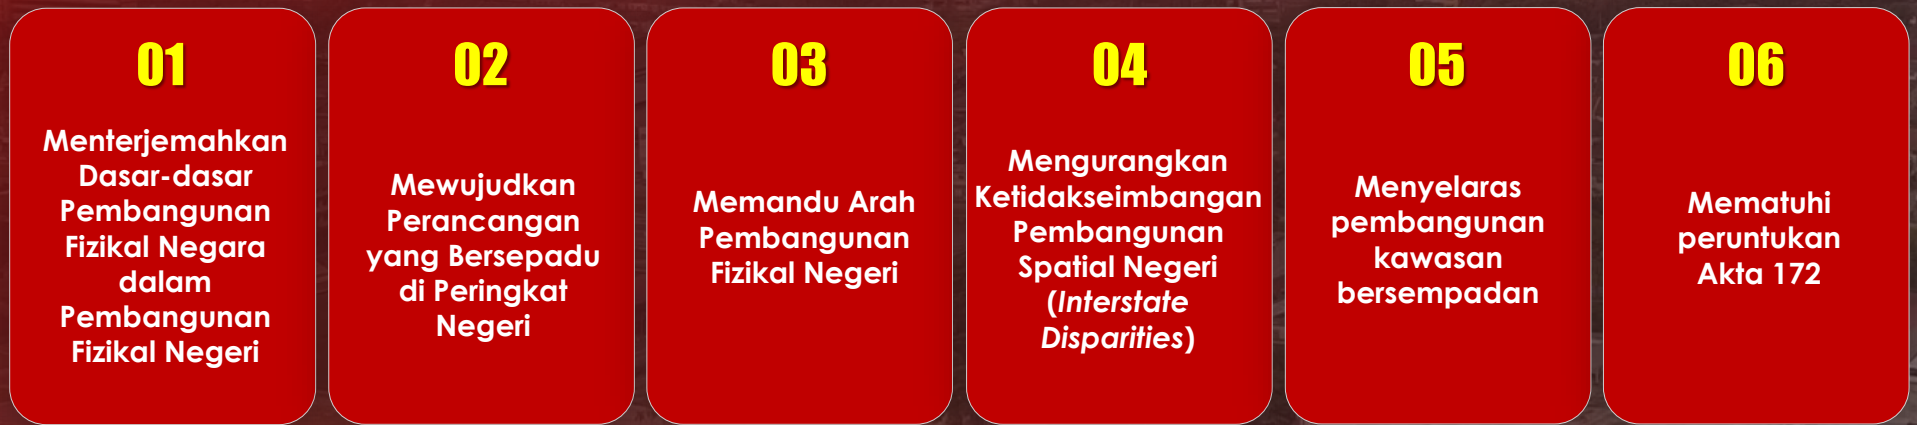 01
Menterjemahkan
Dasar-dasar
Pembangunan
Fizikal Negara
dalam
Pembangunan
Fizikal Negeri
02
Mewujudkan
Perancangan
yang Bersepadu
di Peringkat
Negeri
03
Memandu Arah
Pembangunan
Fizikal Negeri
04
Mengurangkan
Ketidakseimbangan
Pembangunan
Spatial Negeri
(Interstate
Disparities)
05
Menyelaras
pembangunan
kawasan
bersempadan
06
Mematuhi
peruntukan
Akta 172